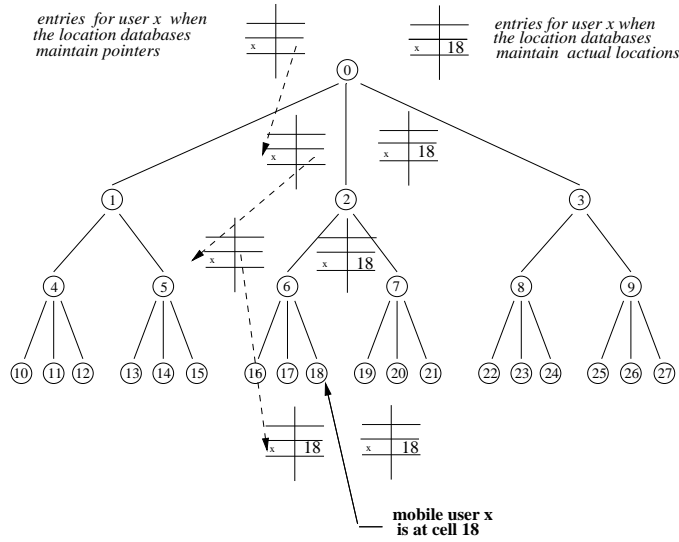 entries for user x when
the location databases
maintain pointers
x
x 18
entries for user x when
the location databases
maintain actual locations
0
x
x 18
1
2
3
x
x 18
4
5
6
7
8
9
10 11 12 13 14 15 16 17 18 19 20 21 22 23 24 25 26 27
x 18
x 18
mobile user x
is at cell 18